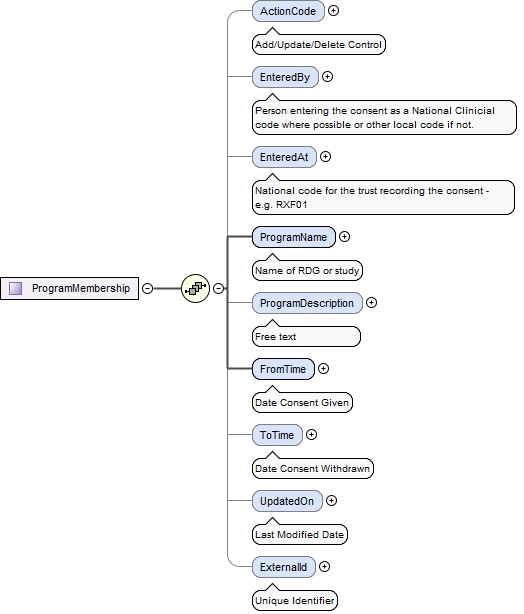 ActionCode
Add/Update/Delete Control
EnteredBy
Person entering the consent as a National Clinicial
code where possible or other local code if not.
EnteredAt
National code for the trust recording the consent -
e.g. RXF01
ProgramName
Name of RDG or study
ProgramMembership
ProgramDescription
Free text
FromTime
Date Consent Given
ToTime
Date Consent Withdrawn
UpdatedOn
Last Modified Date
ExternalId
Unique Identifier